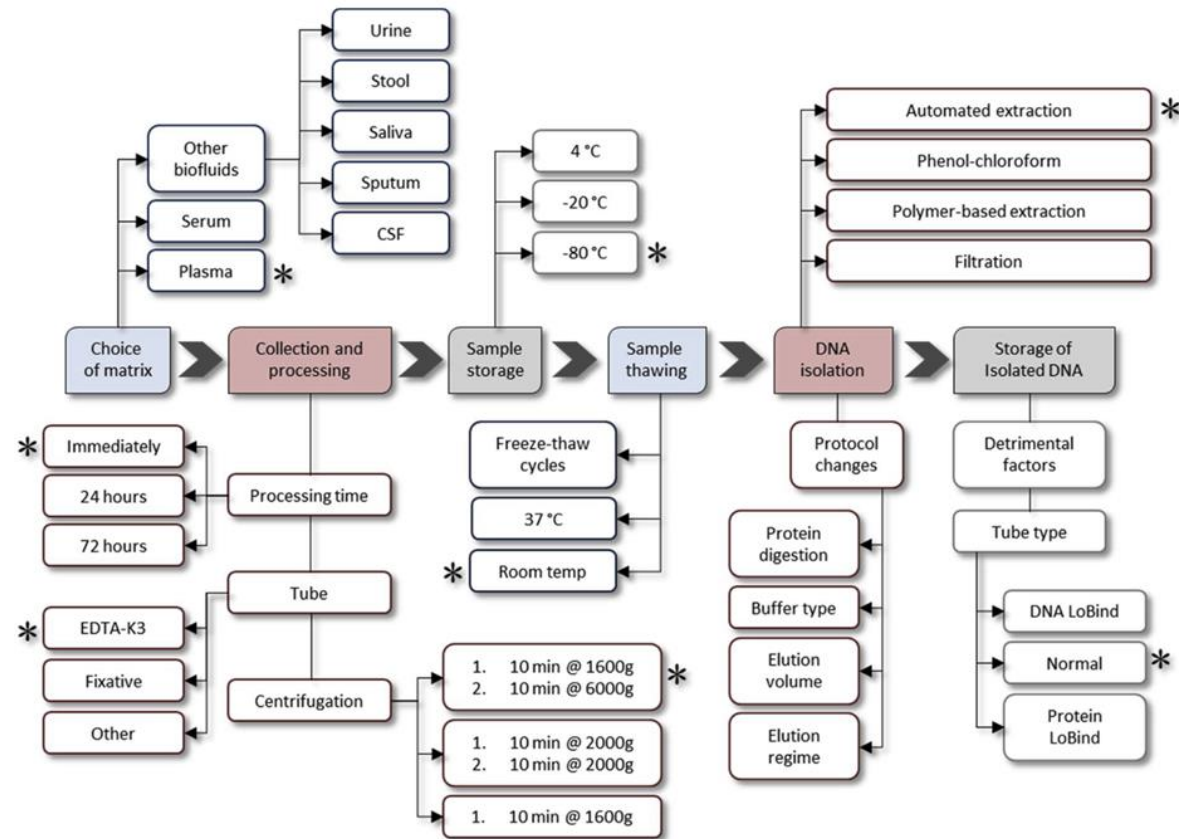 Urine
Stool
Saliva
Sputum
CSF
Other
biofluids
Serum
Plasma *
4 °C
-20 °C
-80 °C *
Automated extraction *
Phenol-chloroform
Polymer-based extraction
Filtration
Choice
of matrix
Collection and
processing
Sample
storage
Sample
thawing
DNA
isolation
Storage of
Isolated DNA
* Immediately
24 hours
72 hours
Processing time
Tube
* EDTA-K3
Fixative
Other
Centrifugation
1. 10 min @ 1600g
2. 10 min @ 6000g *
1. 10 min @ 2000g
2. 10 min @ 2000g
1. 10 min @ 1600g
Freeze-thaw
cycles
37 °C
* Room temp
Protocol
changes
Protein
digestion
Buffer type
Elution
volume
Elution
regime
Detrimental
factors
Tube type
DNA LoBind
Normal *
Protein
LoBind